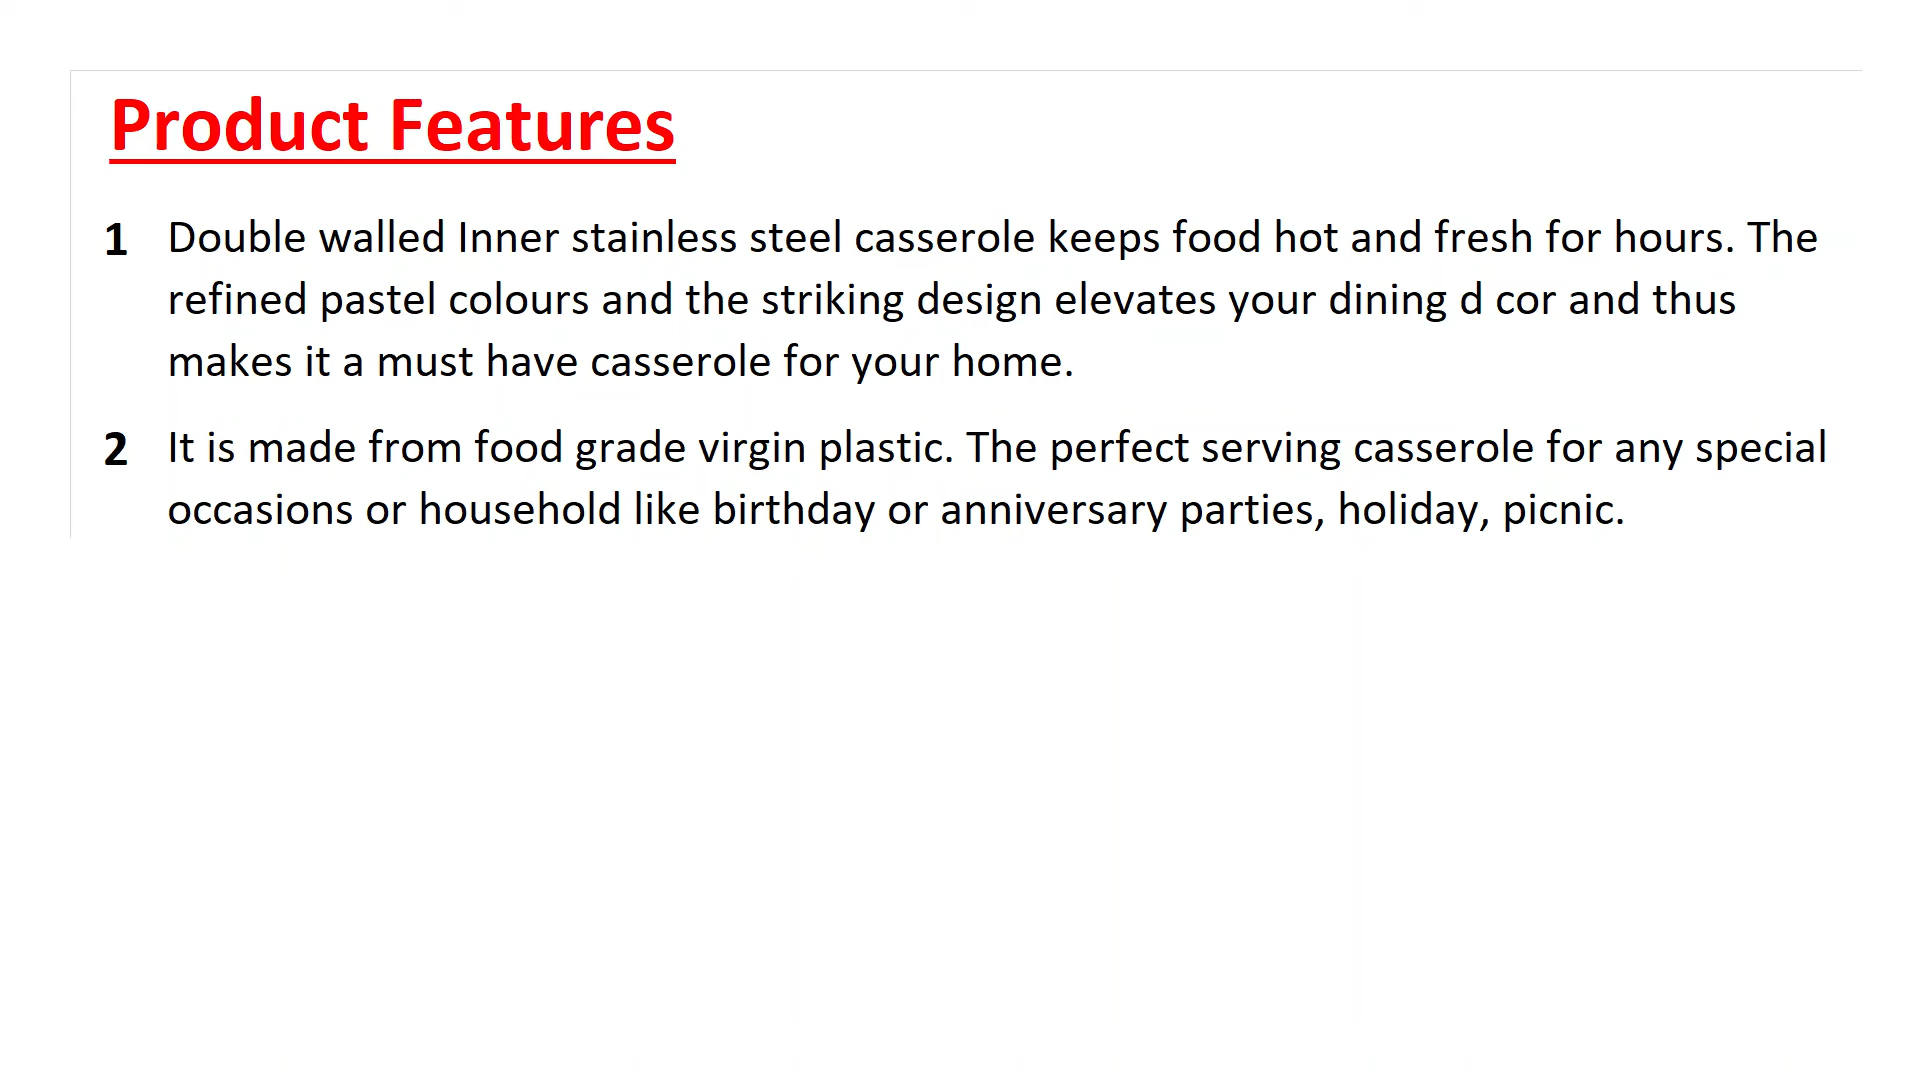 Product Features
1 Double walled Inner stainless steel casserole keeps food hot and fresh for hours. The
refined pastel colours and the striking design elevates your dining d cor and thus
makes it a must have casserole for your home.
2 It is made from food grade virgin plastic. The perfect serving casserole for any special
occasions or household like birthday or anniversary parties, holiday, picnic.